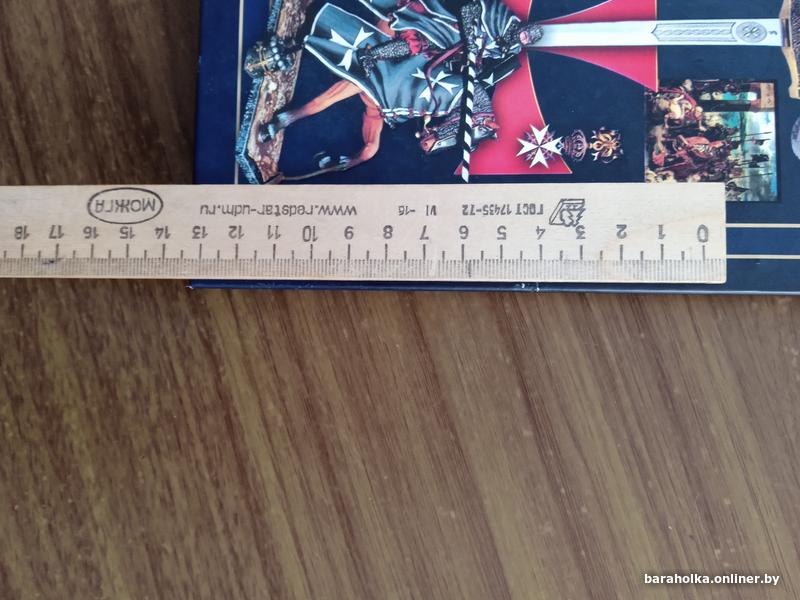 МОЖГА
www.redstar-udm.ru
VI -16
ГОСТ 17435-72
18 17 16 15 14 13 12 11 10 9 8 7 6 5 4 3 2 1 0
baraholka.onliner.by